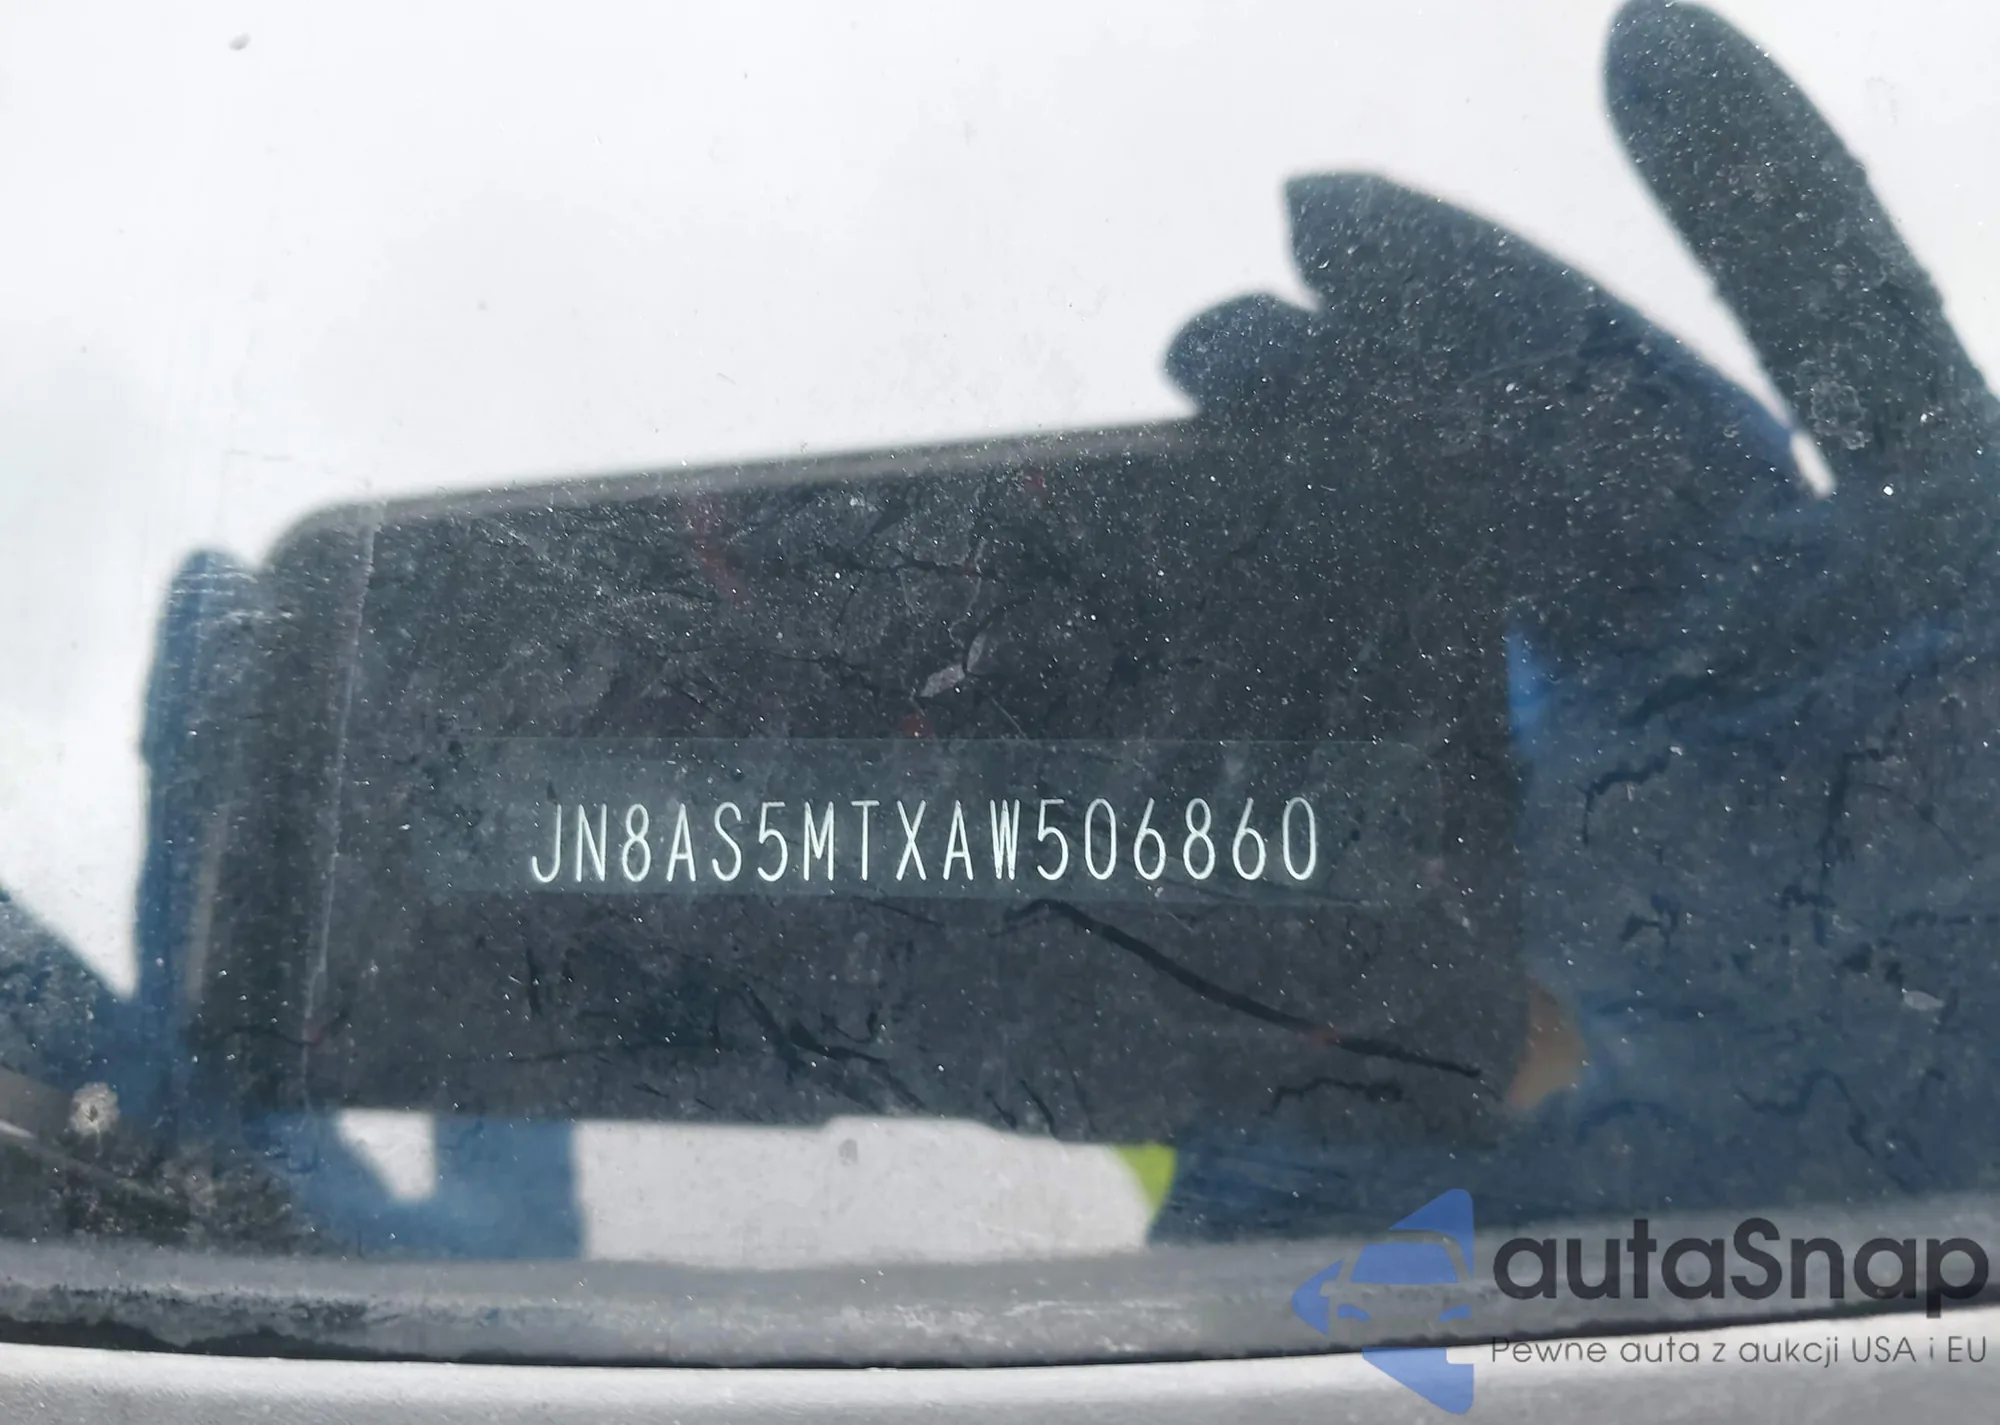 JN8AS5MTXAW506860
autaSnap
Pewne auta z aukcji USA i EU